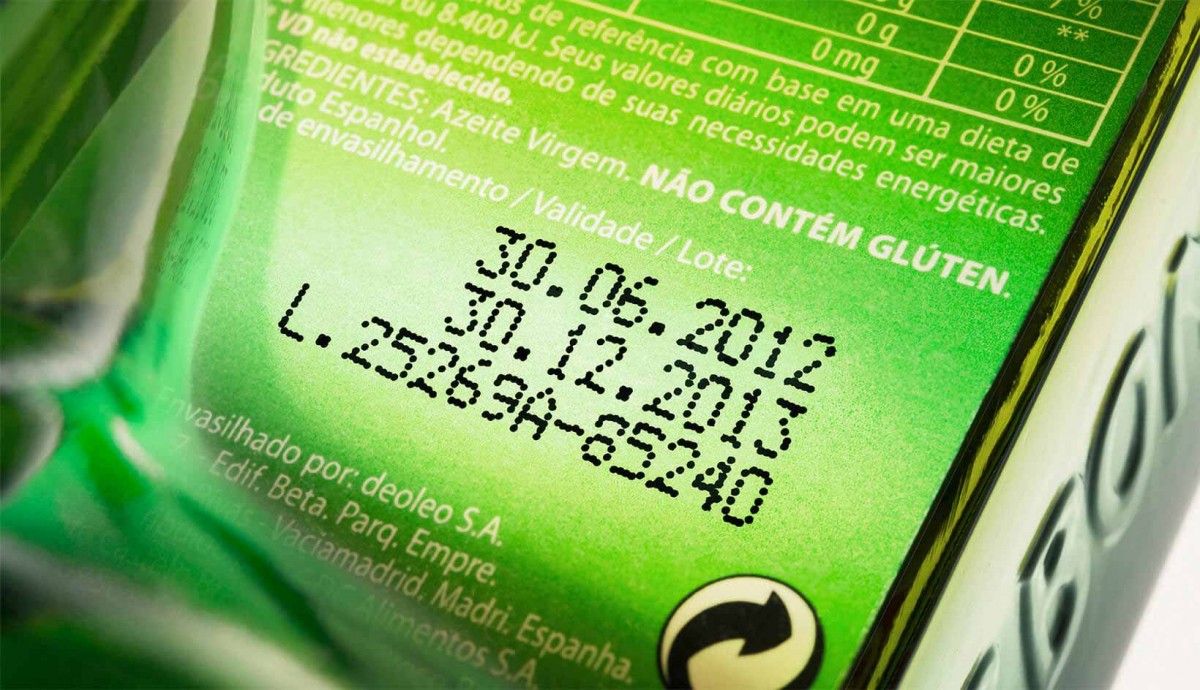 7 %
0 g **
0 mg 0 %
0 %
de referência com base em uma dieta de
ou 8.400 kJ. Seus valores diários podem ser maiores
menores dependendo de suas necessidades energéticas.
VD não estabelecido.
GREDIENTES: Azeite Virgem. NÃO CONTÉM GLÚTEN.
duto Espanhol.
de envasilhamento / Validade / Lote:
30.06.2012
30.12.2013
L.25269A-65240
Envasilhado por: deoleo S.A.
7 Edif. Beta. Parq. Empre.
Vaciamadrid. Madri. Espanha.
Alimentos S.A.